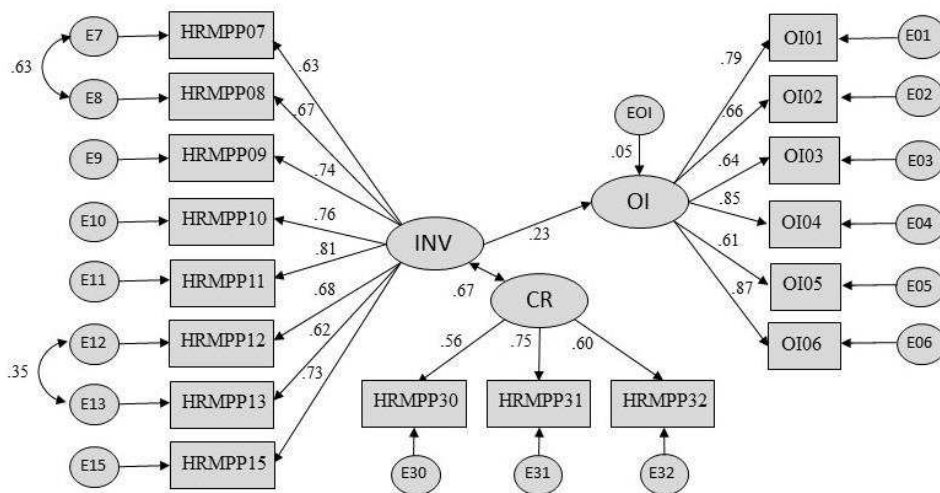 E7
HRMPP07
.63
.63
E8
HRMPP08
.67
E9
HRMPP09
.74
E10
HRMPP10
.76
E11
HRMPP11
.81
E12
HRMPP12
.68
.35
E13
HRMPP13
.62
E15
HRMPP15
.73
INV
.23
.67
CR
.56
.75
.60
HRMPP30
HRMPP31
HRMPP32
E30
E31
E32
EOI
.05
OI
.79
OI01
E01
.66
OI02
E02
.64
OI03
E03
.85
OI04
E04
.61
OI05
E05
.87
OI06
E06